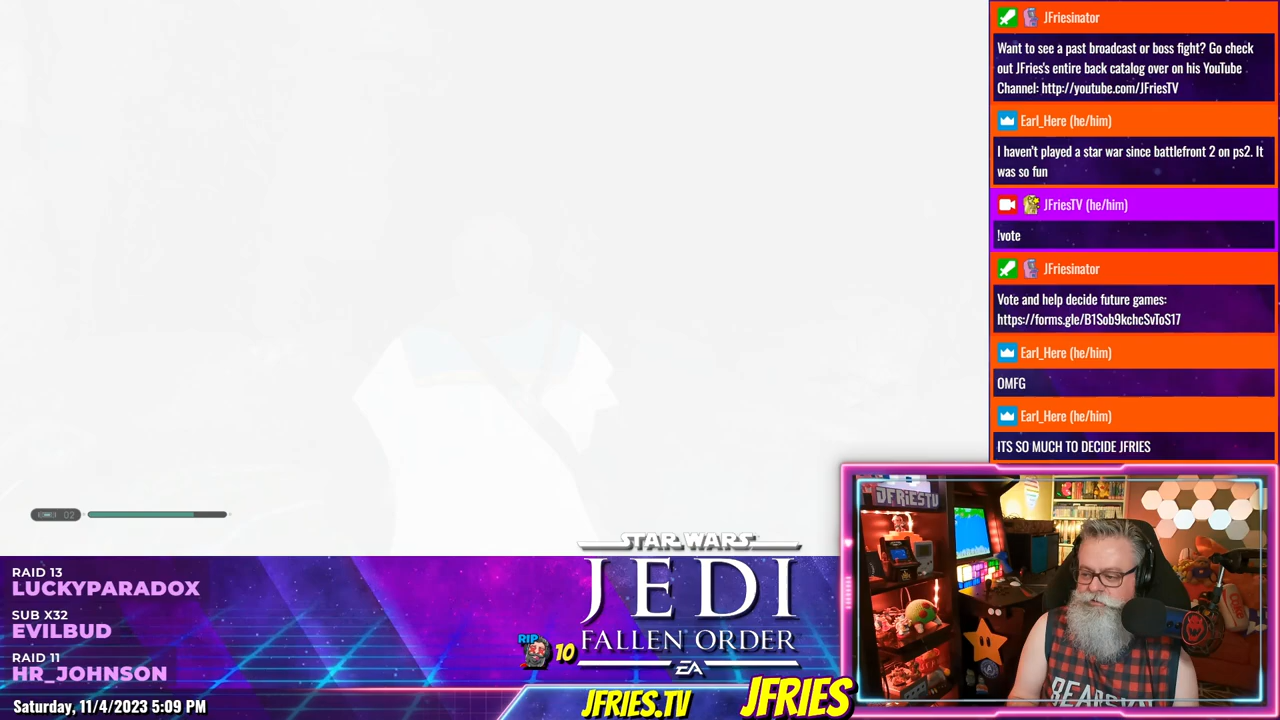 JFriesinator
Want to see a past broadcast or boss fight? Go check
out JFries's entire back catalog over on his YouTube
Channel: http://youtube.com/JFriesTV
Earl_Here (he/him)
I haven't played a star war since battlefront 2 on ps2. It
was so fun
JFriesTV (he/him)
!vote
JFriesinator
Vote and help decide future games:
https://forms.gle/B1Sob9kchcSvToS17
Earl_Here (he/him)
OMFG
Earl_Here (he/him)
ITS SO MUCH TO DECIDE JFRIES
JFRIESTV
02
STAR WARS
JEDI
FALLEN ORDER
EA
RIP
10
RAID 13
LUCKYPARADOX
SUB X32
EVILBUD
RAID 11
HR_JOHNSON
Saturday, 11/4/2023 5:09 PM
JFRIES.TV
JFRIES